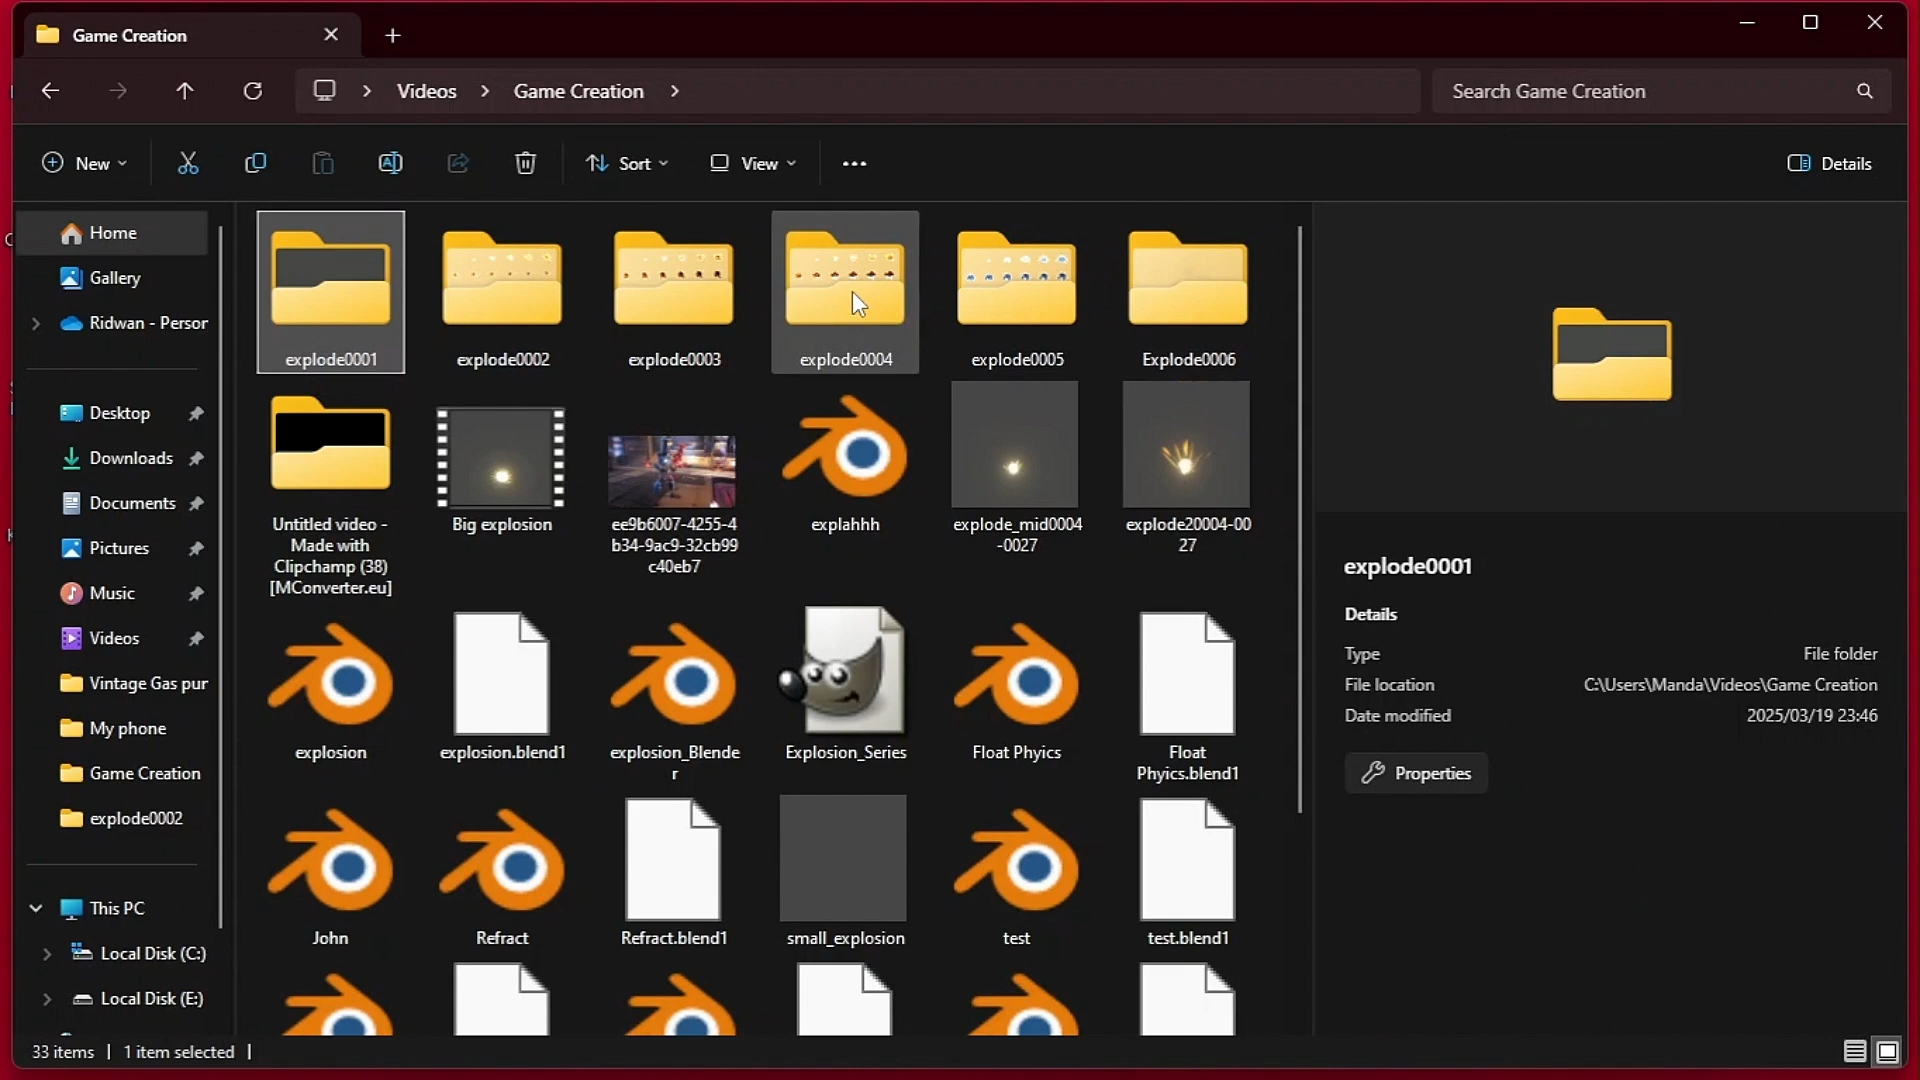 Game Creation
Videos
Game Creation
Search Game Creation
New
Sort
View
Details
Home
Gallery
Ridwan - Persor
Desktop
Downloads
Documents
Pictures
Music
Videos
Vintage Gas pur
My phone
Game Creation
explode0002
This PC
Local Disk (C:)
Local Disk (E:)
explode0001
explode0002
explode0003
explode0004
explode0005
Explode0006
Untitled video -
Made with
Clipchamp (38)
[MConverter.eu]
Big explosion
ee9b6007-4255-4
b34-9ac9-32cb99
c40eb7
explahhh
explode_mid0004
-0027
explode20004-00
27
explosion
explosion.blend1
explosion_Blende
r
Explosion_Series
Float Phyics
Float
Phyics.blend1
John
Refract
Refract.blend1
small_explosion
test
test.blend1
explode0001
Details
Type
File folder
File location
C:\Users\Manda\Videos\Game Creation
Date modified
2025/03/19 23:46
Properties
33 items
1 item selected